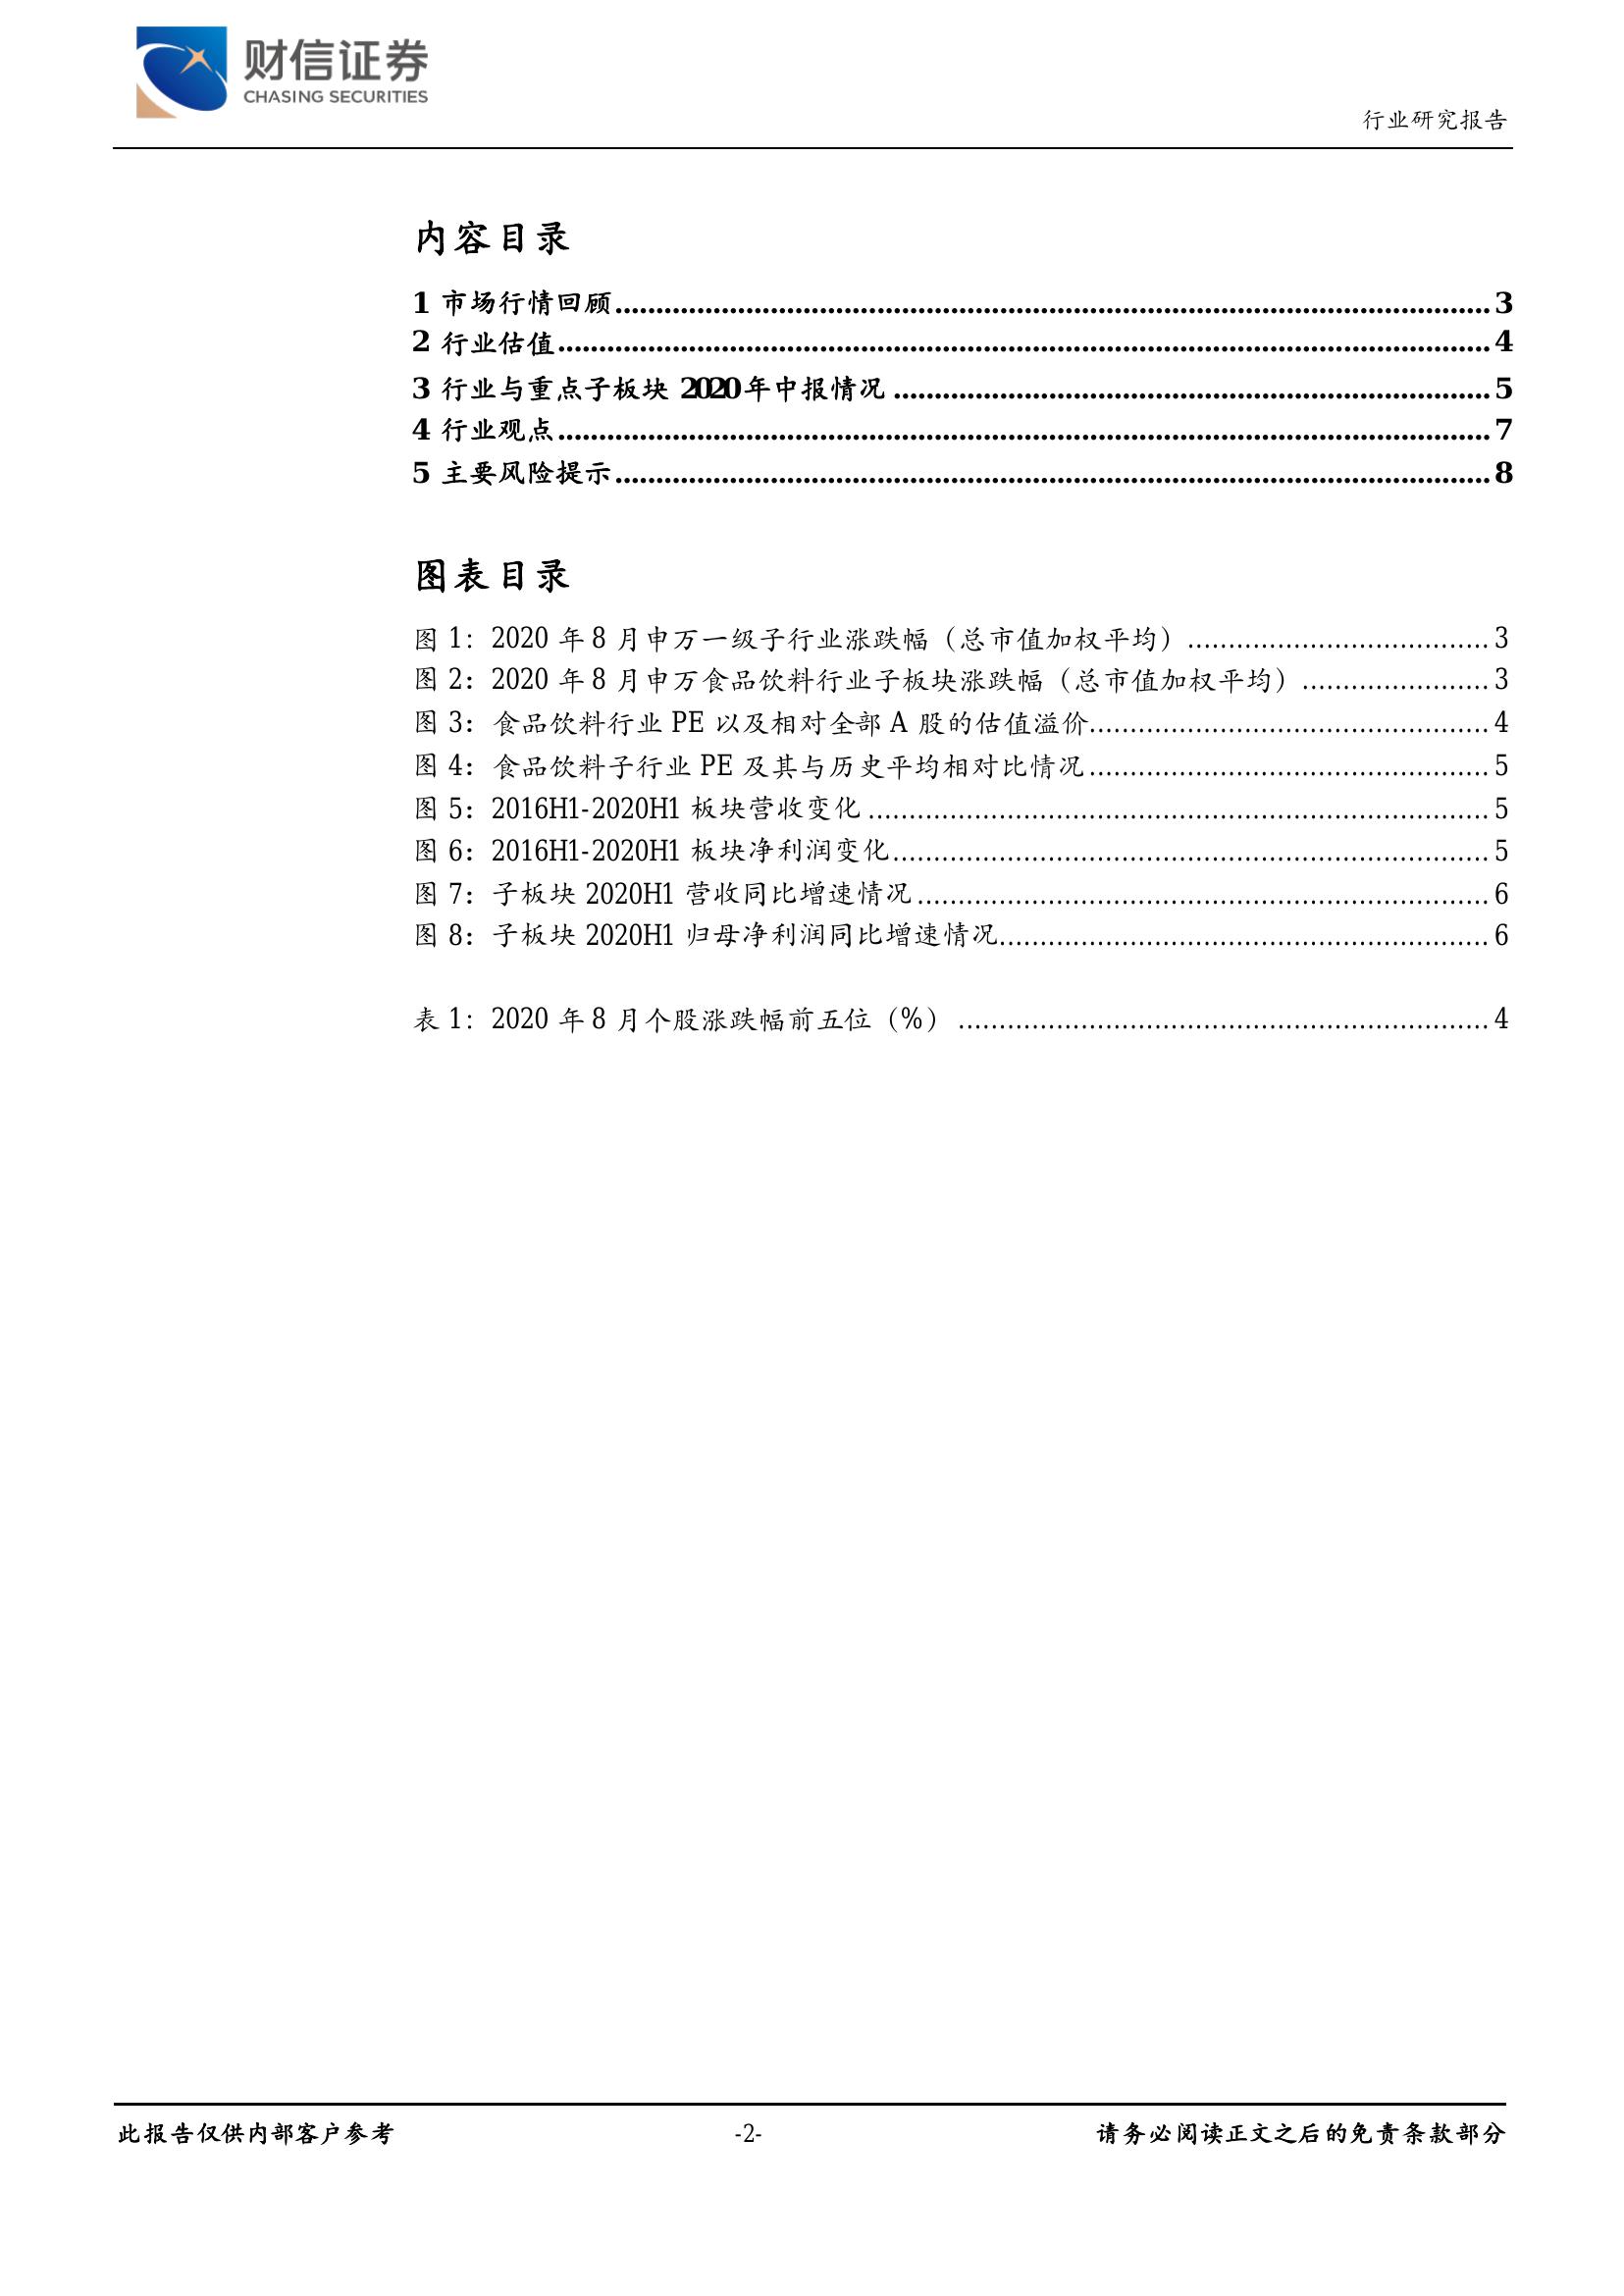 财信证券
CHASING SECURITIES
行业研究报告
内容目录
1 市场行情回顾........................................................................3
2 行业估值........................................................................4
3 行业与重点子板块 2020 年中报情况........................................................................5
4 行业观点........................................................................7
5 主要风险提示........................................................................8
图表目录
图 1：2020 年 8 月申万一级子行业涨跌幅（总市值加权平均）....................................3
图 2：2020 年 8 月申万食品饮料行业子板块涨跌幅（总市值加权平均）.......................3
图 3：食品饮料行业 PE 以及相对全部 A 股的估值溢价.................................................4
图 4：食品饮料子行业 PE 及其与历史平均相对比情况.................................................5
图 5：2016H1-2020H1 板块营收变化............................................................................5
图 6：2016H1-2020H1 板块净利润变化.........................................................................5
图 7：子板块 2020H1 营收同比增速情况......................................................................6
图 8：子板块 2020H1 归母净利润同比增速情况............................................................6
表 1：2020 年 8 月个股涨跌幅前五位（%）.................................................................4
此报告仅供内部客户参考
-2-
请务必阅读正文之后的免责条款部分